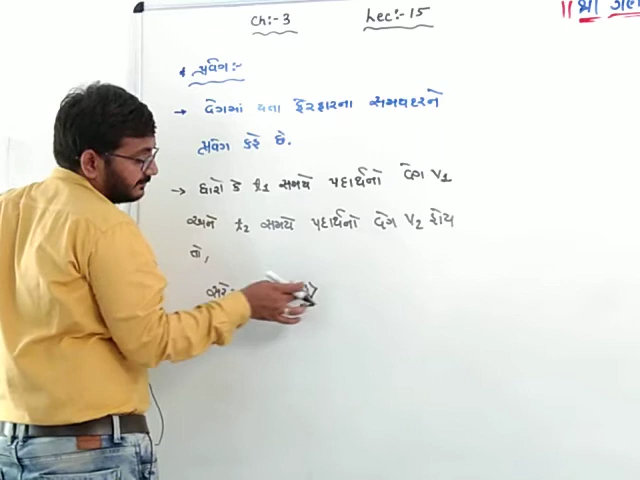 Ch:-3 Lec:-15
|| શ્રી ગણે
* પ્રવેગ:-
→ વેગમાં થતા ફેરફારના સમયદરને
પ્રવેગ કહે છે.
→ ધારો કે t1 સમયે પદાર્થનો વેગ V1
અને t2 સમયે પદાર્થનો વેગ V2 હોય
તો,